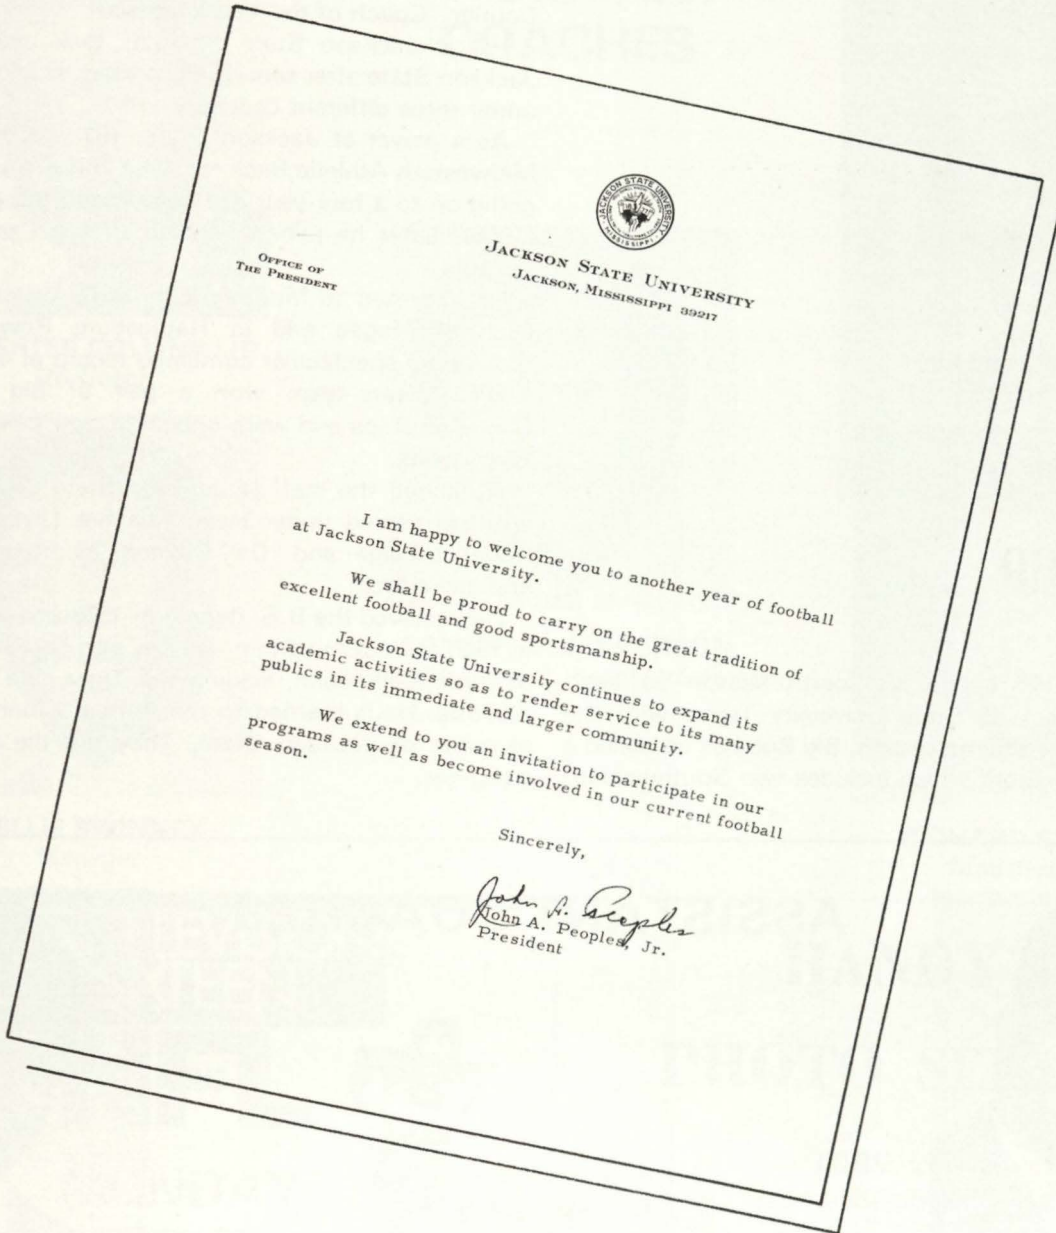 JACKSON STATE UNIVERSITY
MISSISSIPPI
JACKSON STATE UNIVERSITY
JACKSON, MISSISSIPPI 39217
OFFICE OF
THE PRESIDENT
I am happy to welcome you to another year of football
at Jackson State University.
We shall be proud to carry on the great tradition of
excellent football and good sportsmanship.
Jackson State University continues to expand its
academic activities so as to render service to its many
publics in its immediate and larger community.
We extend to you an invitation to participate in our
programs as well as become involved in our current football
season.
Sincerely,
John A. Peoples
John A. Peoples, Jr.
President